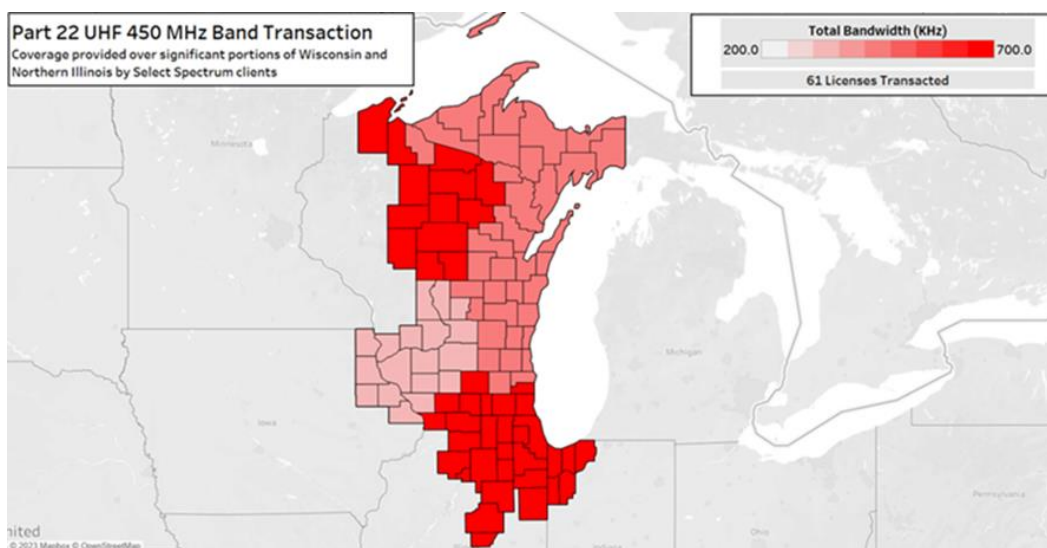 Part 22 UHF 450 MHz Band Transaction
Coverage provided over significant portions of Wisconsin and
Northern Illinois by Select Spectrum clients
Total Bandwidth (KHz)
200.0 700.0
61 Licenses Transacted
Minnesota
Michigan
Iowa
Pennsylvania
Ohio
Indiana
nited
© 2023 Mapbox © OpenStreetMap